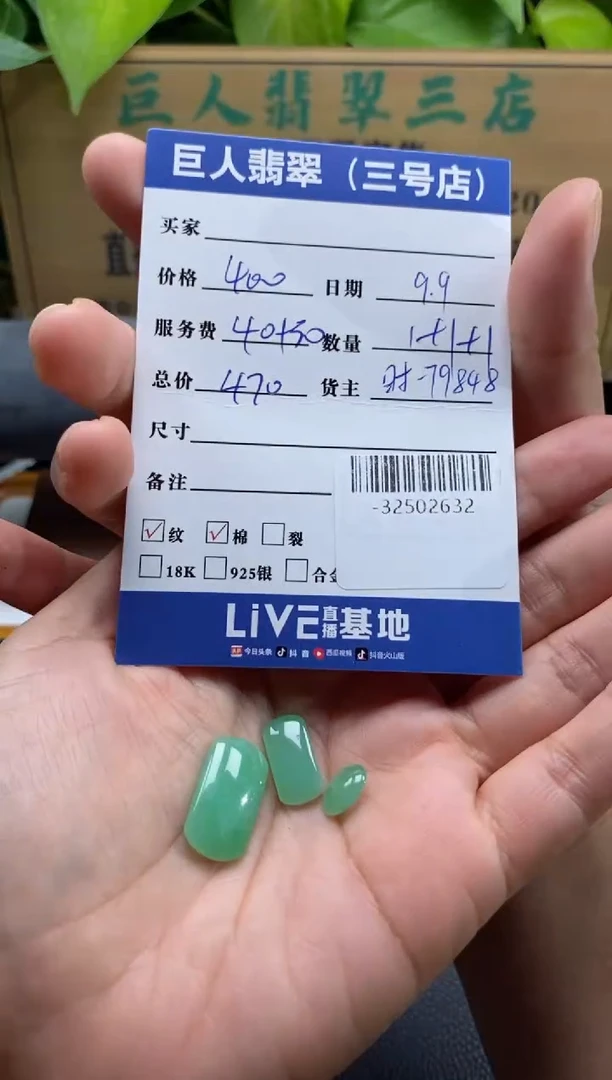 巨人翡翠三店
巨人翡翠（三号店）
买家
价格 400 日期 9.9
服务费 40+30 数量 1+1+1
总价 470 货主 -79848
尺寸
备注
-32502632
☑纹 ☑棉 □裂
□18K □925银 □合金
LiVE直播基地
今日头条 抖音 西瓜视频 抖音火山版